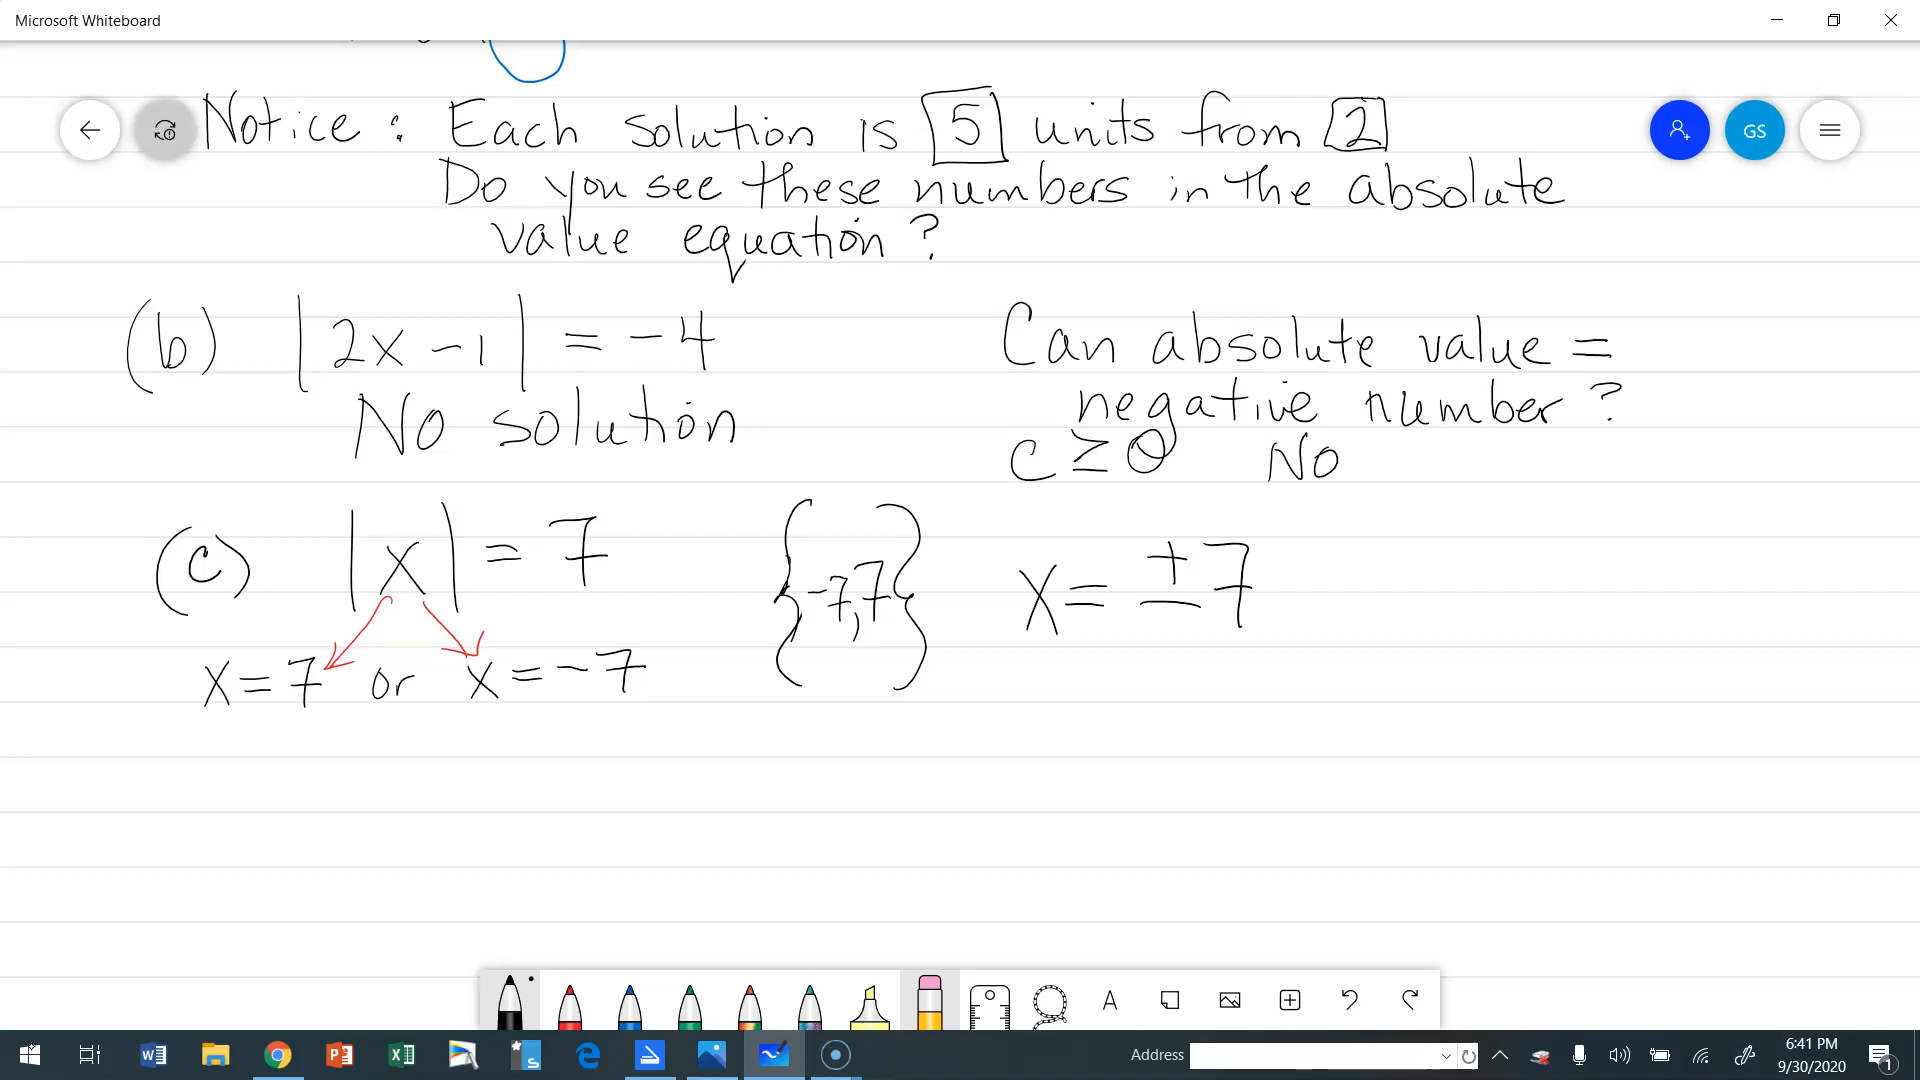 Microsoft Whiteboard
Notice: Each solution is 5 units from 2
GS
Do you see these numbers in the absolute
value equation?
(b) |2x-1| = -4
No solution
Can absolute value =
negative number?
C ≥ 0 No
(c) |x| = 7 {-7,7} x = ±7
x = 7 or x = -7
Address
6:41 PM
9/30/2020
1